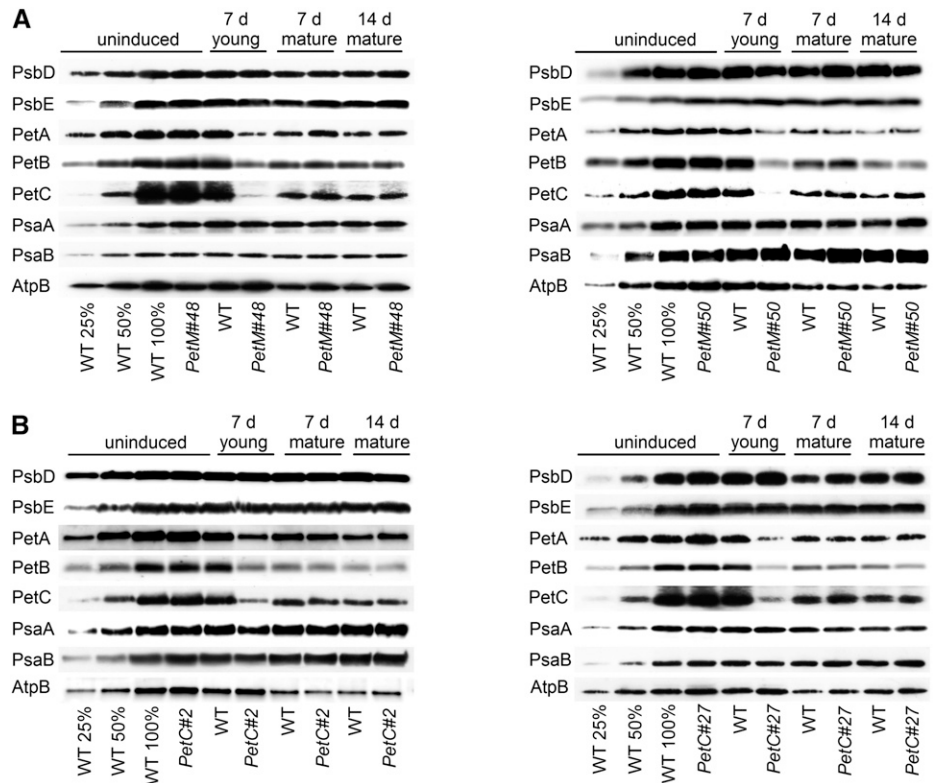 A
uninduced
7 d
young
7 d
mature
14 d
mature
PsbD
PsbE
PetA
PetB
PetC
PsaA
PsaB
AtpB
WT 25%
WT 50%
WT 100%
PetM#48
WT
PetM#48
WT
PetM#48
WT
PetM#48
uninduced
7 d
young
7 d
mature
14 d
mature
PsbD
PsbE
PetA
PetB
PetC
PsaA
PsaB
AtpB
WT 25%
WT 50%
WT 100%
PetM#50
WT
PetM#50
WT
PetM#50
WT
PetM#50
B
uninduced
7 d
young
7 d
mature
14 d
mature
PsbD
PsbE
PetA
PetB
PetC
PsaA
PsaB
AtpB
WT 25%
WT 50%
WT 100%
PetC#2
WT
PetC#2
WT
PetC#2
WT
PetC#2
uninduced
7 d
young
7 d
mature
14 d
mature
PsbD
PsbE
PetA
PetB
PetC
PsaA
PsaB
AtpB
WT 25%
WT 50%
WT 100%
PetC#27
WT
PetC#27
WT
PetC#27
WT
PetC#27